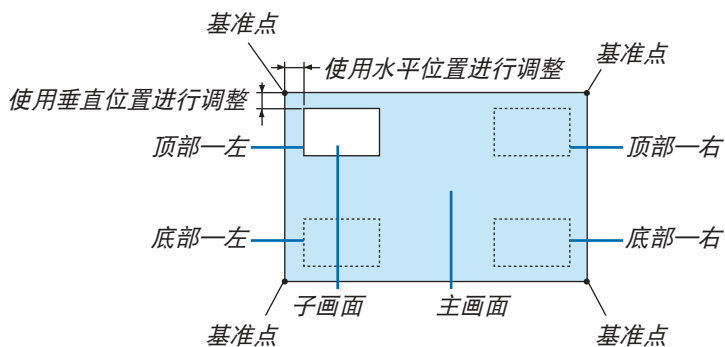 基准点
使用水平位置进行调整
基准点
使用垂直位置进行调整
顶部一左
顶部一右
底部一左
底部一右
子画面
主画面
基准点
基准点